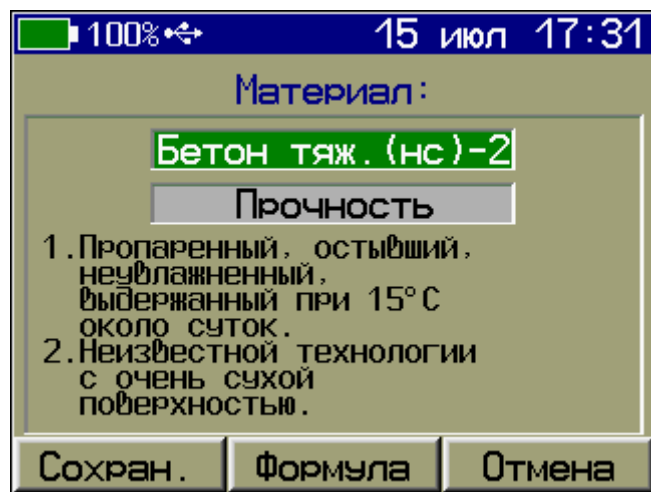 100% 15 июл 17:31
Материал:
Бетон тяж.(нс)-2
Прочность
1.Пропаренный, остывший,
неувлажненный,
выдержанный при 15°C
около суток.
2.Неизвестной технологии
с очень сухой
поверхностью.
Сохран. Формула Отмена